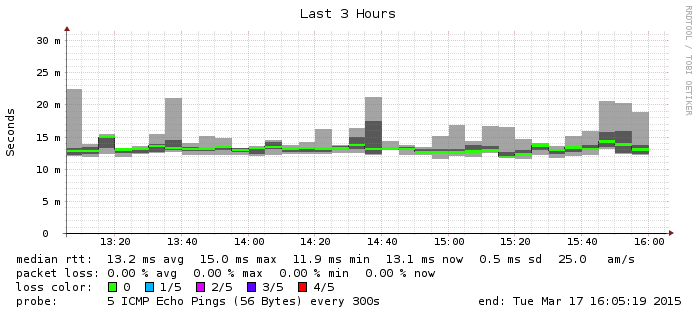 Last 3 Hours
RRDTOOL / TOBI OETIKER
Seconds
30 m
25 m
20 m
15 m
10 m
5 m
0
13:20 13:40 14:00 14:20 14:40 15:00 15:20 15:40 16:00
median rtt: 13.2 ms avg 15.0 ms max 11.9 ms min 13.1 ms now 0.5 ms sd 25.0 am/s
packet loss: 0.00 % avg 0.00 % max 0.00 % min 0.00 % now
loss color: 0 1/5 2/5 3/5 4/5
probe: 5 ICMP Echo Pings (56 Bytes) every 300s end: Tue Mar 17 16:05:19 2015